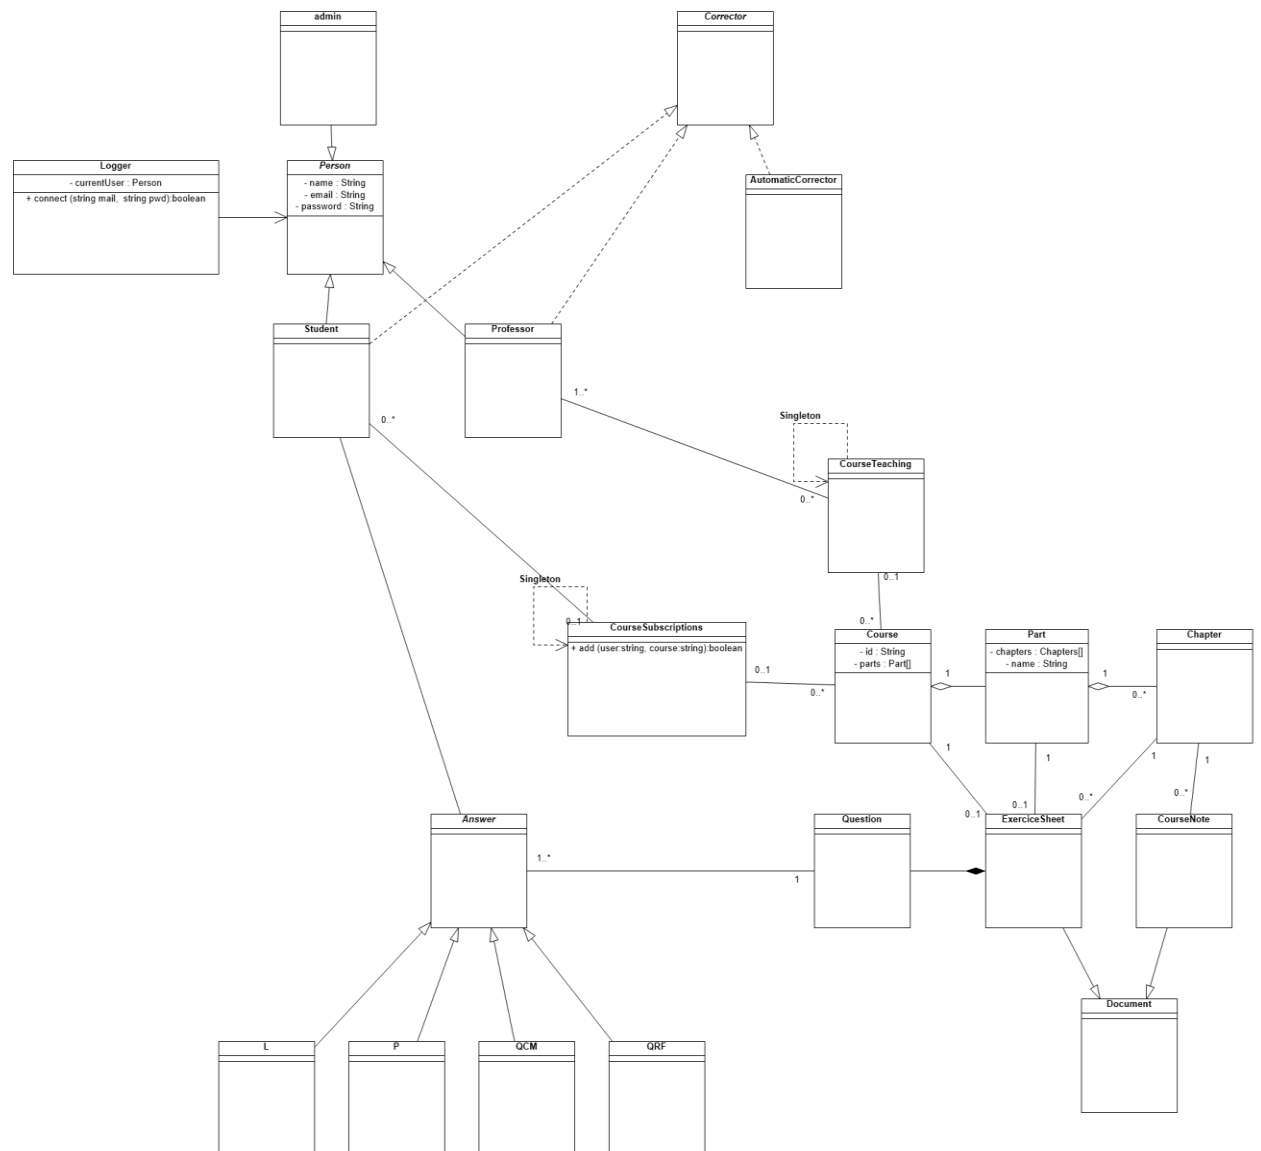 admin
Corrector
Logger
- currentUser : Person
+ connect (string mail,  string pwd):boolean
Person
- name : String
- email : String
- password : String
AutomaticCorrector
Student
Professor
1..*
0..*
Singleton
CourseTeaching
0..*
0..1
Singleton
0..1
CourseSubscriptions
+ add (user:string, course:string):boolean
0..1
0..*
0..*
Course
- id : String
- parts : Part[]
1
Part
- chapters : Chapters[]
- name : String
1
0..*
Chapter
1
0..1
1
0..1
1
0..*
1
0..*
Answer
1..*
1
Question
ExerciceSheet
CourseNote
Document
L
P
QCM
QRF